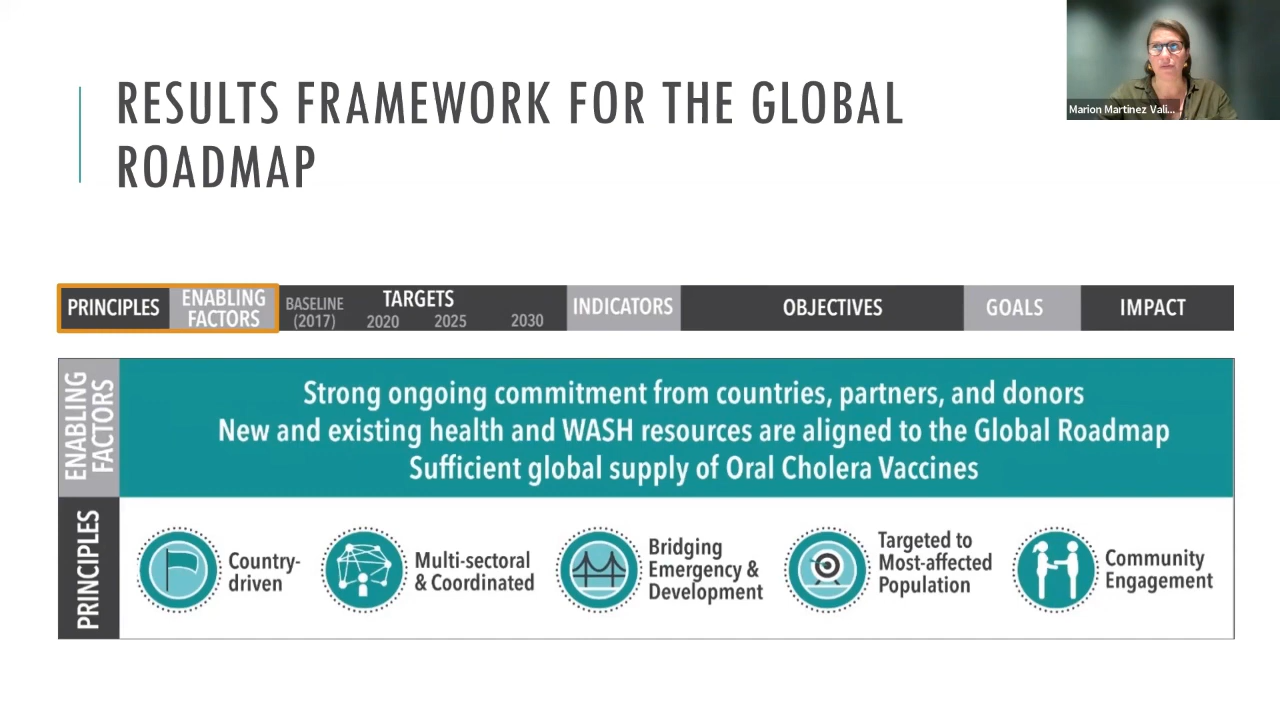 RESULTS FRAMEWORK FOR THE GLOBAL
ROADMAP
Marion Martinez Vali...
PRINCIPLES
ENABLING
FACTORS
BASELINE
(2017)
TARGETS
2020 2025 2030
INDICATORS
OBJECTIVES
GOALS
IMPACT
ENABLING
FACTORS
Strong ongoing commitment from countries, partners, and donors
New and existing health and WASH resources are aligned to the Global Roadmap
Sufficient global supply of Oral Cholera Vaccines
PRINCIPLES
Country-
driven
Multi-sectoral
& Coordinated
Bridging
Emergency &
Development
Targeted to
Most-affected
Population
Community
Engagement